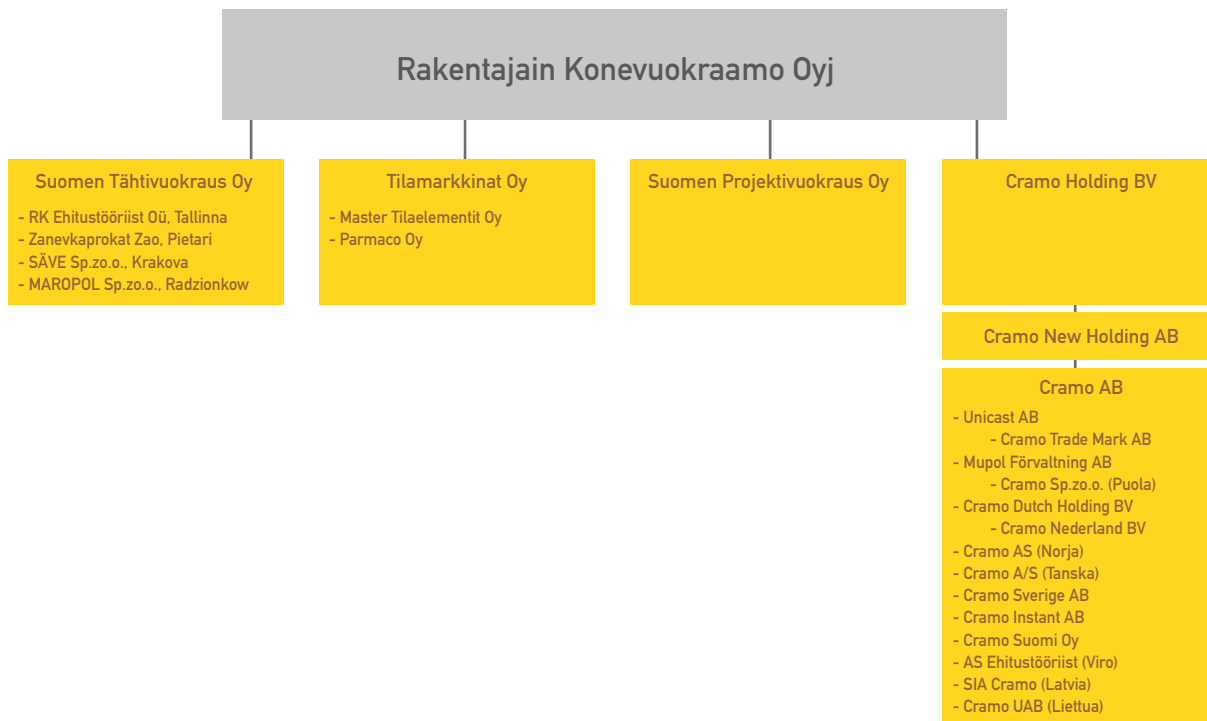 Rakentajain Konevuokraamo Oyj
Suomen Tähtivuokraus Oy
- RK Ehitustööriist Oü, Tallinna
- Zanevkaprokat Zao, Pietari
- SÄVE Sp.zo.o., Krakova
- MAROPOL Sp.zo.o., Radzionkow
Tilamarkkinat Oy
- Master Tilaelementit Oy
- Parmaco Oy
Suomen Projektivuokraus Oy
Cramo Holding BV
Cramo New Holding AB
Cramo AB
- Unicast AB
- Cramo Trade Mark AB
- Mupol Förvaltning AB
- Cramo Sp.zo.o. (Puola)
- Cramo Dutch Holding BV
- Cramo Nederland BV
- Cramo AS (Norja)
- Cramo A/S (Tanska)
- Cramo Sverige AB
- Cramo Instant AB
- Cramo Suomi Oy
- AS Ehitustööriist (Viro)
- SIA Cramo (Latvia)
- Cramo UAB (Liettua)